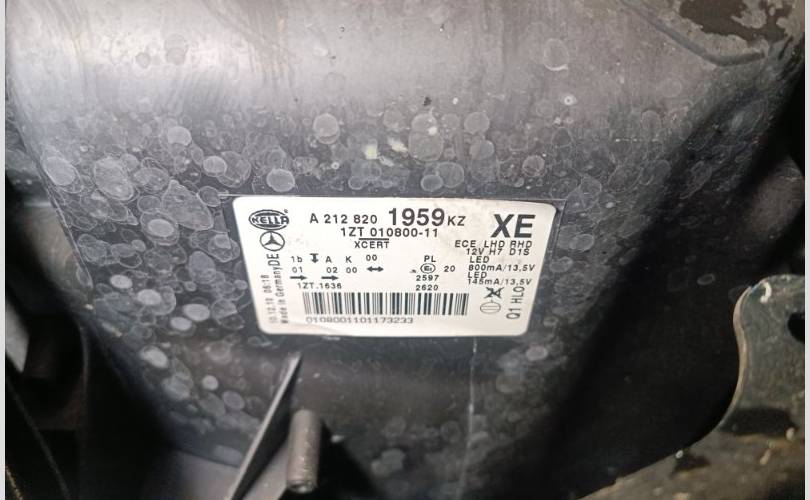 HELLA A 212 820 1959 KZ XE
1ZT 010800-11
XCERT ECE LHD RHD
12V H7 D1S
DE 1b A K 00 PL LED
01 02 00 E1 20 800mA/13,5V
2597 LED
1ZT.1636 2620 145mA/13,5V
0108001101173233
Made in Germany
Q1 HLO